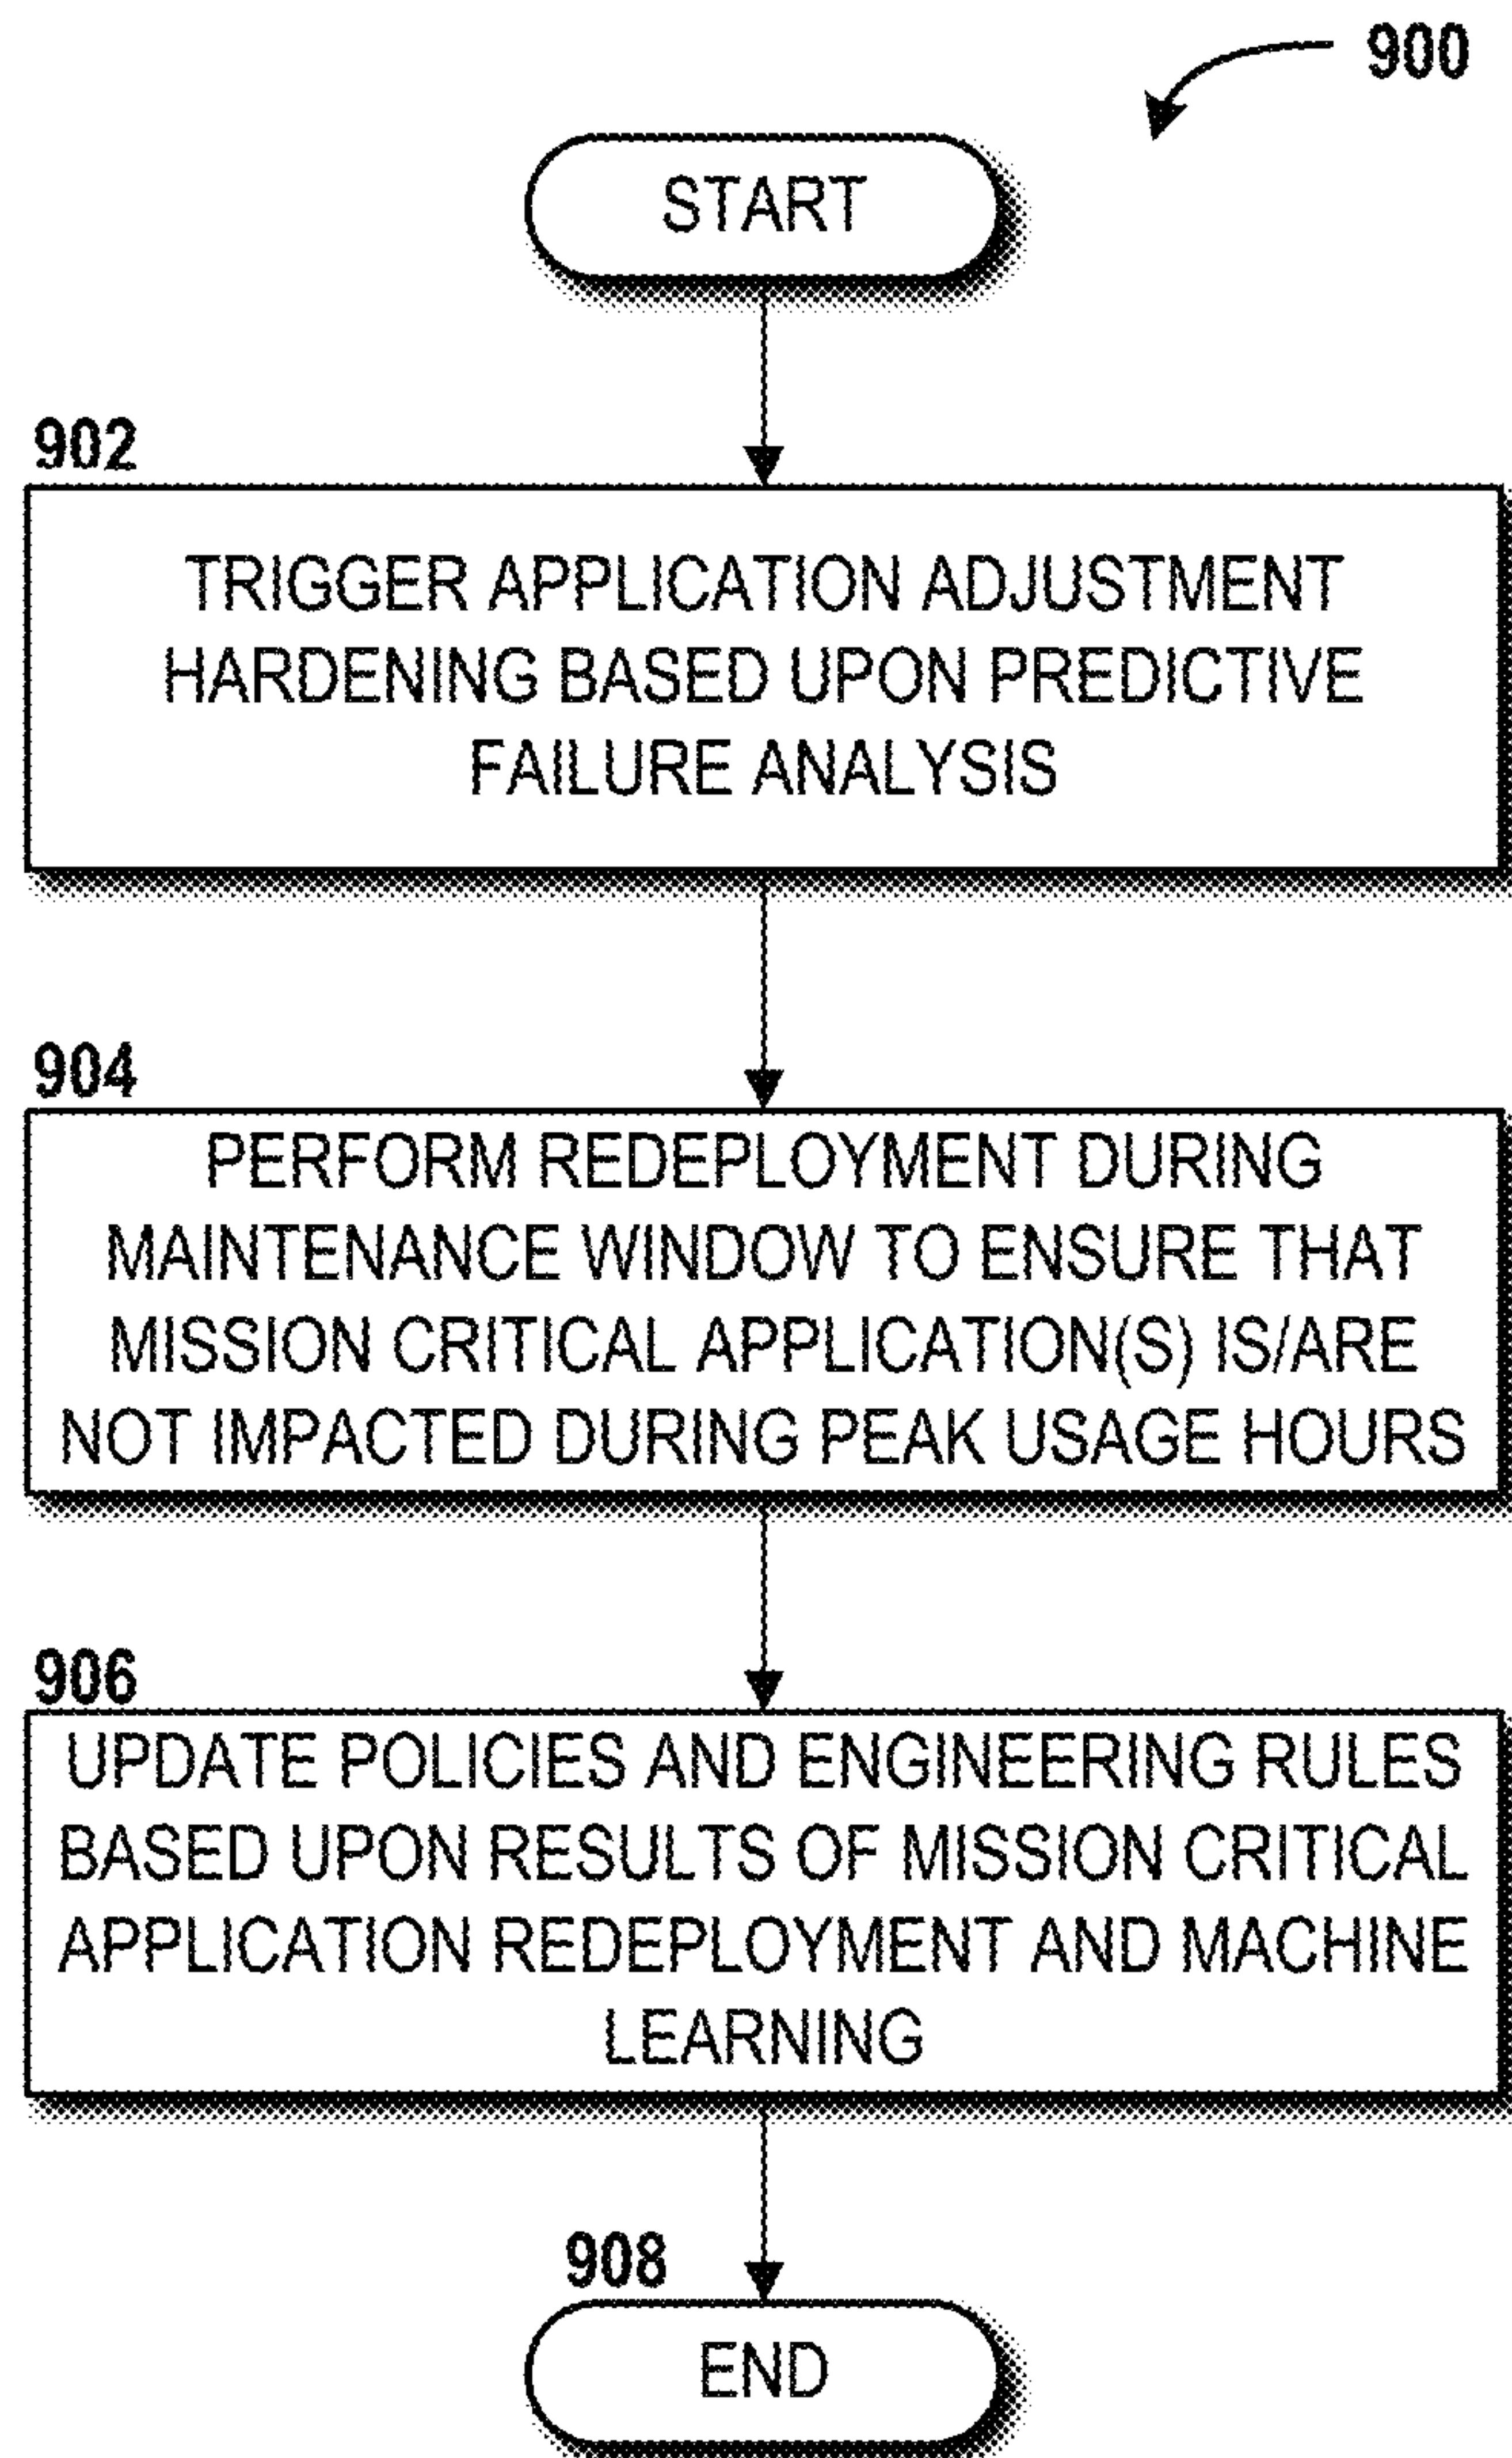 900
START
902
TRIGGER APPLICATION ADJUSTMENT
HARDENING BASED UPON PREDICTIVE
FAILURE ANALYSIS
904
PERFORM REDEPLOYMENT DURING
MAINTENANCE WINDOW TO ENSURE THAT
MISSION CRITICAL APPLICATION(S) IS/ARE
NOT IMPACTED DURING PEAK USAGE HOURS
906
UPDATE POLICIES AND ENGINEERING RULES
BASED UPON RESULTS OF MISSION CRITICAL
APPLICATION REDEPLOYMENT AND MACHINE
LEARNING
908
END